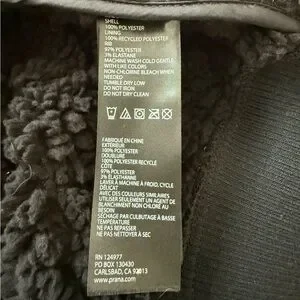 SHELL
100% POLYESTER
LINING
100% RECYCLED POLYESTER
RIB
97% POLYESTER
3% ELASTANE
MACHINE WASH COLD GENTLE
WITH LIKE COLORS
NON-CHLORINE BLEACH WHEN
NEEDED
TUMBLE DRY LOW
DO NOT IRON
DO NOT DRY CLEAN
FABRIQUÉ EN CHINE
EXTÉRIEUR
100% POLYESTER
DOUBLURE
100% POLYESTER RECYCLÉ
CÔTE
97% POLYESTER
3% ELASTHANNE
LAVER À MACHINE À FROID, CYCLE
DÉLICAT
AVEC DES COULEURS SIMILAIRES
UTILISER UN AGENT DE
BLANCHIMENT NON CHLORÉ AU
BESOIN
SÉCHAGE PAR CULBUTAGE À BASSE
TEMP.
NE PAS REPASSER
NE PAS NETTOYER À SEC
RN 124977
PO BOX 130430
CARLSBAD, CA 92013
www.prana.com